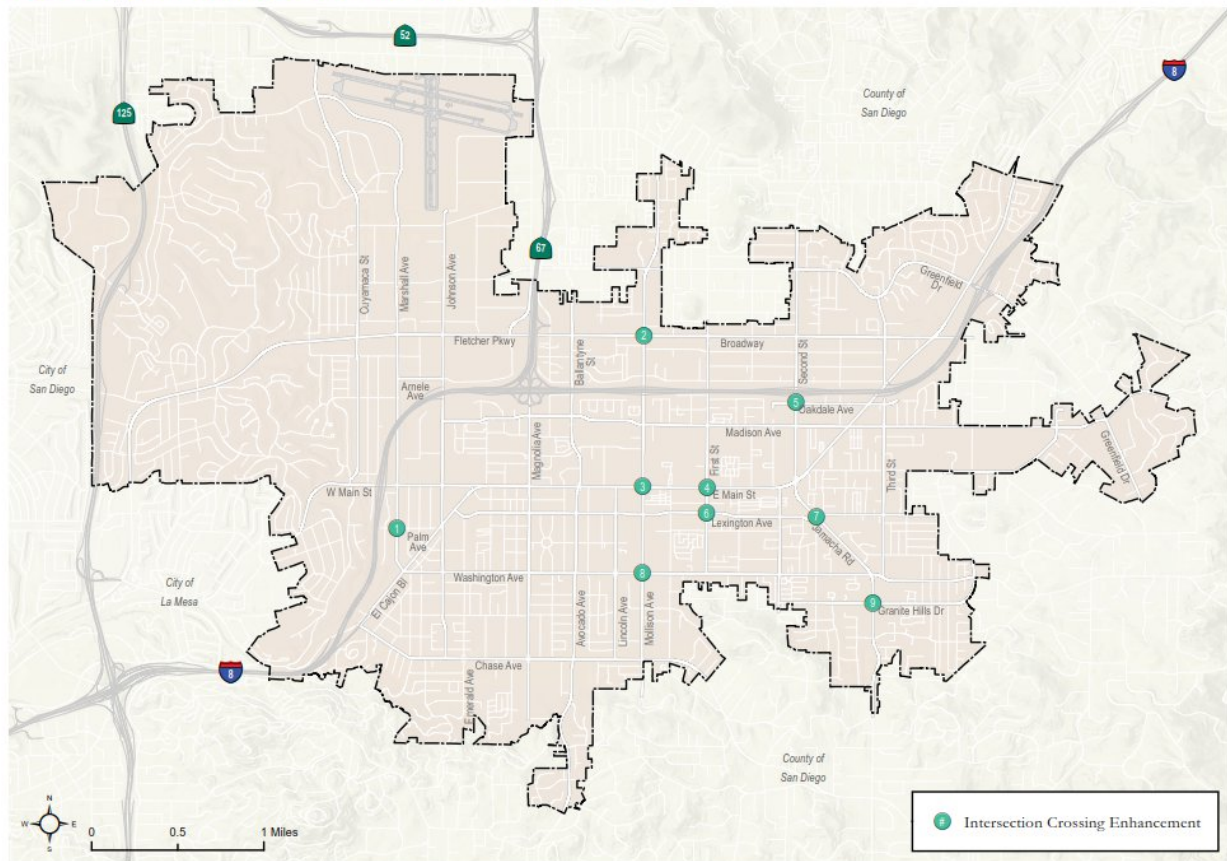 52
8
125
County of
San Diego
67
City of
San Diego
Cuyamaca St
Marshall Ave
Johnson Ave
Greenfield
Dr
Fletcher Pkwy
2
Broadway
Ballantyne
St
Second St
Arnele
Ave
5
Oakdale Ave
Madison Ave
Greenfield Dr
Magnolia Ave
First St
Third St
W Main St
3
4
E Main St
6
Lexington Ave
7
1
Palm
Ave
Jamacha Rd
City of
La Mesa
Washington Ave
8
El Cajon Bl
9
Granite Hills Dr
Avocado Ave
Lincoln Ave
Mollison Ave
Chase Ave
8
Emerald Ave
County of
San Diego
N
W
E
S
0
0.5
1 Miles
# Intersection Crossing Enhancement